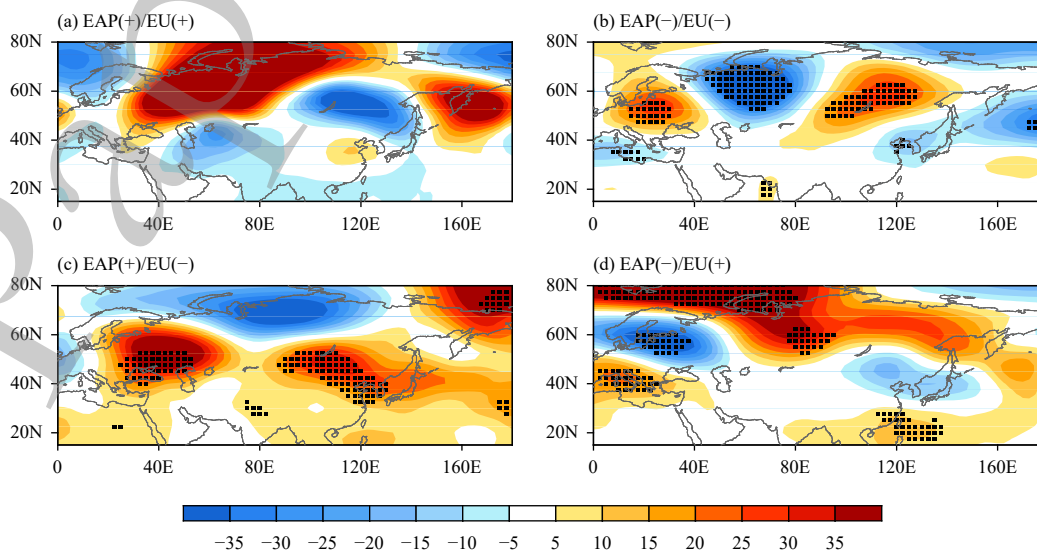 (a) EAP(+)/EU(+)
(b) EAP(−)/EU(−)
80N 80N
60N 60N
40N 40N
20N 20N
0 40E 80E 120E 160E 0 40E 80E 120E 160E
(c) EAP(+)/EU(−)
(d) EAP(−)/EU(+)
80N 80N
60N 60N
40N 40N
20N 20N
0 40E 80E 120E 160E 0 40E 80E 120E 160E
−35 −30 −25 −20 −15 −10 −5 5 10 15 20 25 30 35